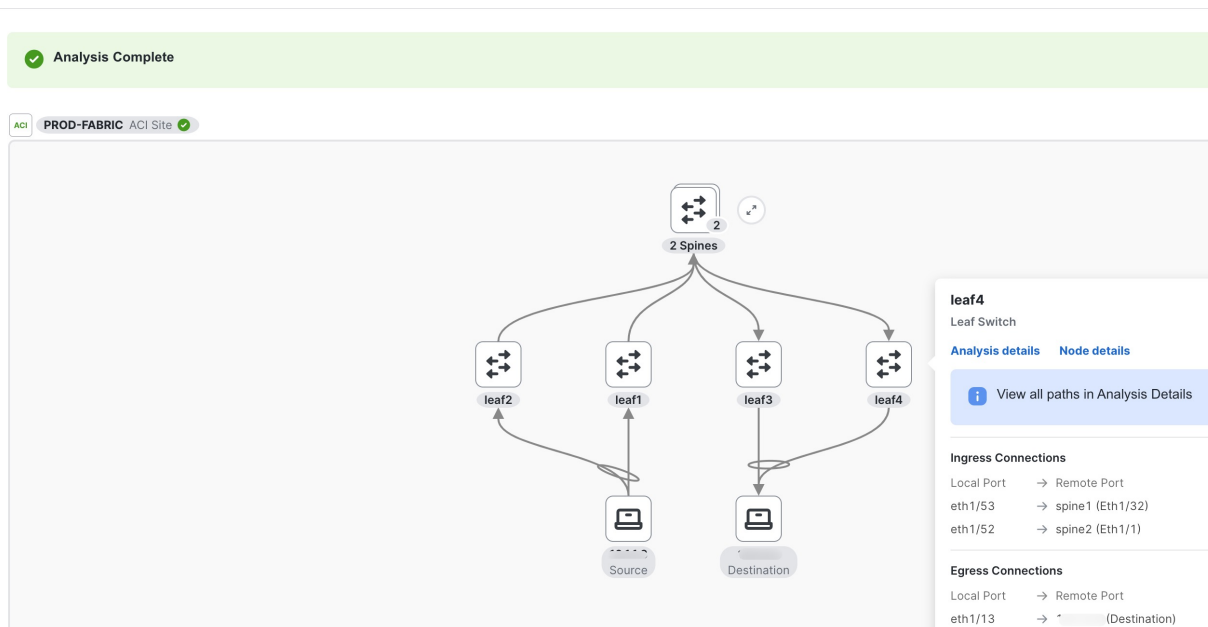 Analysis Complete
ACI PROD-FABRIC ACI Site
2
2 Spines
leaf2
leaf1
leaf3
leaf4
Source
Destination
leaf4
Leaf Switch
Analysis details Node details
View all paths in Analysis Details
Ingress Connections
Local Port → Remote Port
eth1/53 → spine1 (Eth1/32)
eth1/52 → spine2 (Eth1/1)
Egress Connections
Local Port → Remote Port
eth1/13 → (Destination)